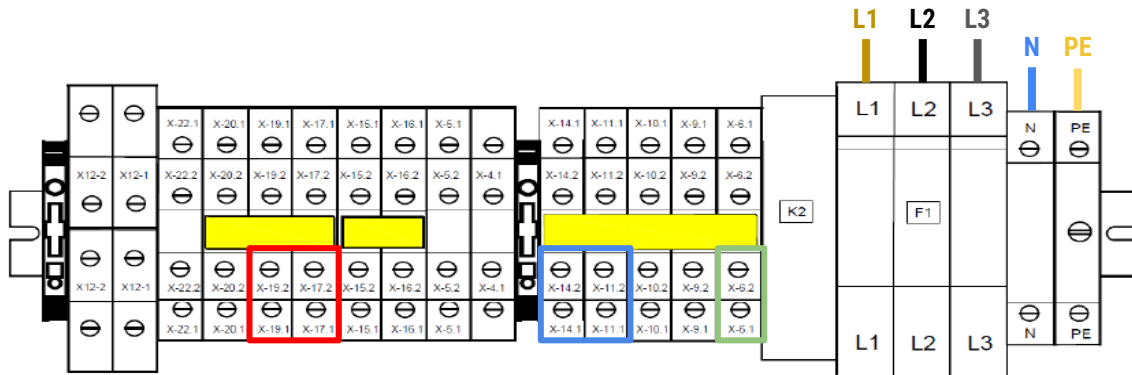 L1 L2 L3
N PE
L1 L2 L3
X-22.1 X-20.1 X-19.1 X-17.1 X-15.1 X-16.1 X-5.1 X-14.1 X-11.1 X-10.1 X-9.1 X-6.1 N PE
X12-2 X12-1 X-22.2 X-20.2 X-19.2 X-17.2 X-15.2 X-16.2 X-5.2 X-4.1 X-14.2 X-11.2 X-10.2 X-9.2 X-6.2
K2 F1
X12-2 X12-1 X-22.2 X-20.2 X-19.2 X-17.2 X-15.2 X-16.2 X-5.2 X-4.1 X-14.2 X-11.2 X-10.2 X-9.2 X-6.2
X-22.1 X-20.1 X-19.1 X-17.1 X-15.1 X-16.1 X-5.1 X-14.1 X-11.1 X-10.1 X-9.1 X-6.1 N PE
L1 L2 L3